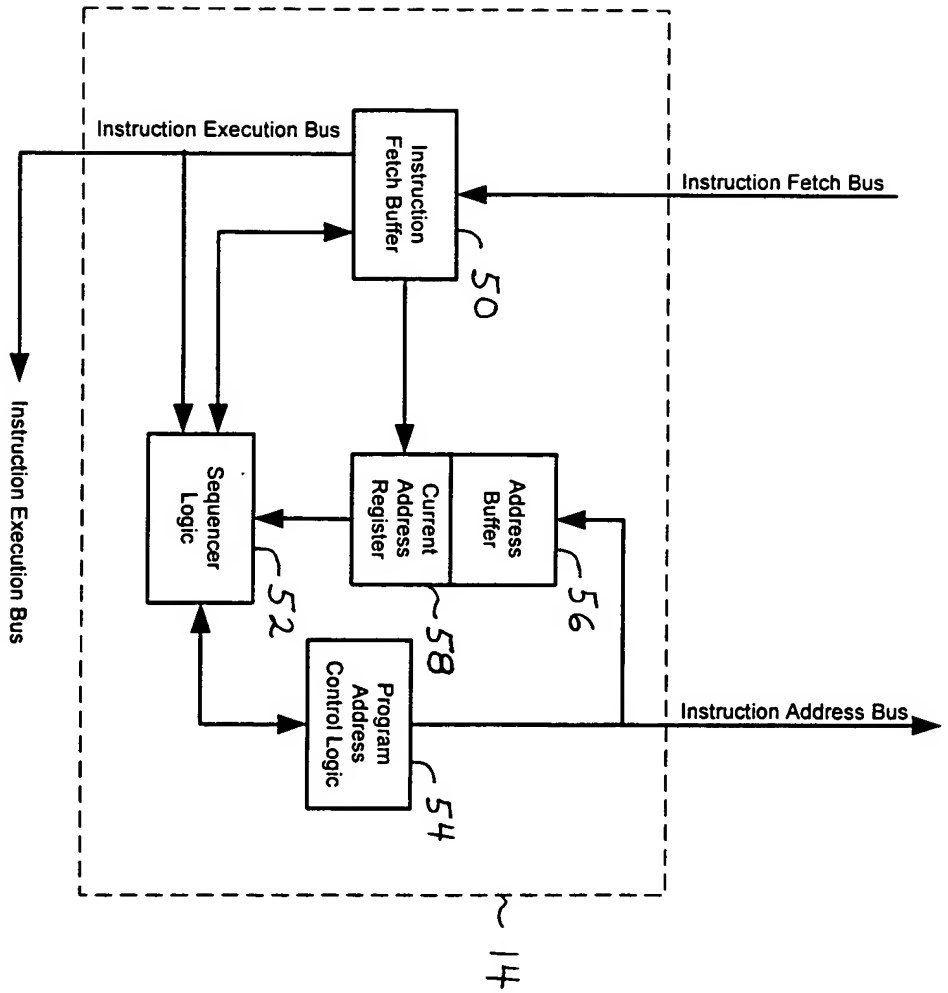 Instruction Execution Bus
Instruction
Fetch Buffer
50
Instruction Fetch Bus
Instruction Execution Bus
Sequencer
Logic
52
Current
Address
Register
58
Address
Buffer
56
Program
Address
Control Logic
54
Instruction Address Bus
14